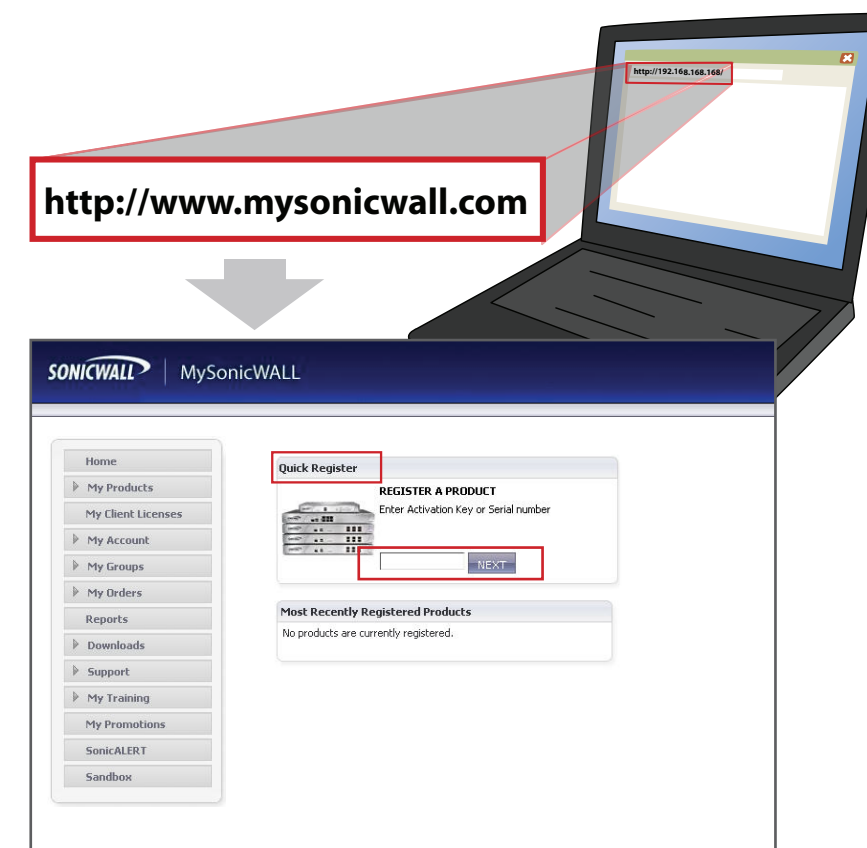 http://192.168.168.168/
http://www.mysonicwall.com
SONICWALL | MySonicWALL
Home
My Products
My Client Licenses
My Account
My Groups
My Orders
Reports
Downloads
Support
My Training
My Promotions
SonicALERT
Sandbox
Quick Register
REGISTER A PRODUCT
Enter Activation Key or Serial number
NEXT
Most Recently Registered Products
No products are currently registered.